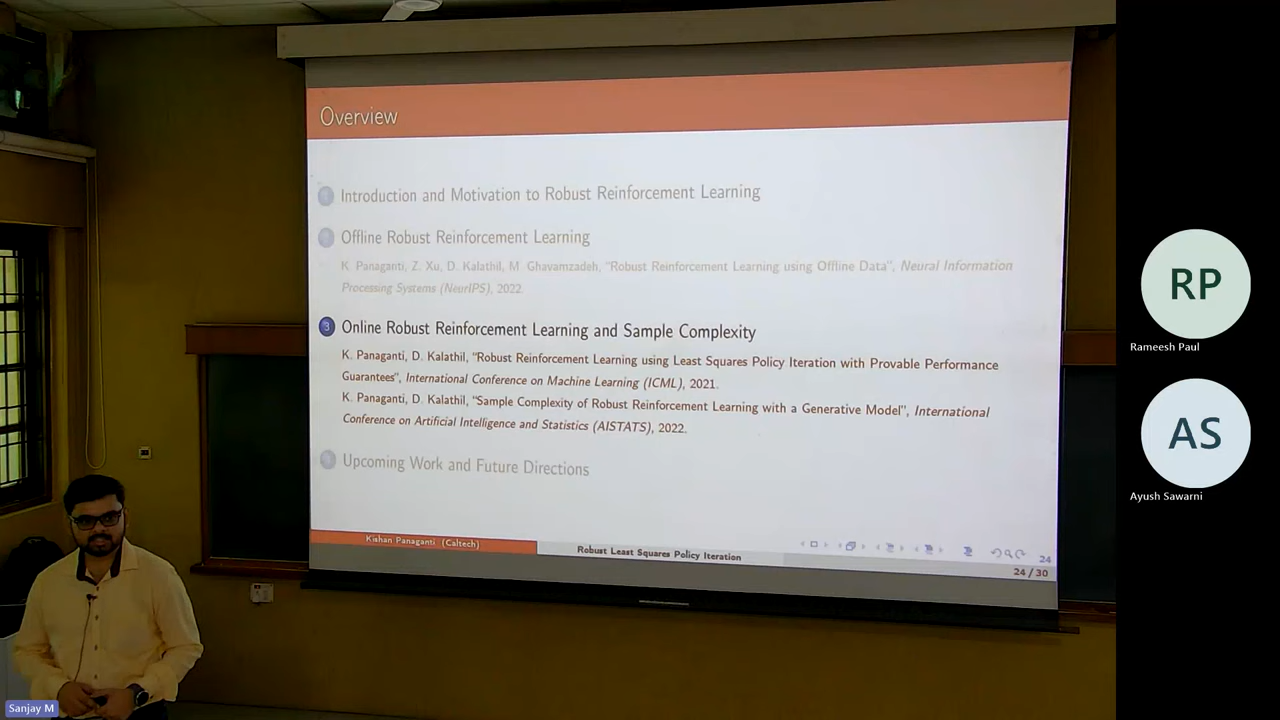 Overview
Introduction and Motivation to Robust Reinforcement Learning
Offline Robust Reinforcement Learning
K. Panaganti, Z. Xu, D. Kalathil, M. Ghavamzadeh, "Robust Reinforcement Learning using Offline Data", Neural Information
Processing Systems (NeurIPS), 2022.
3 Online Robust Reinforcement Learning and Sample Complexity
K. Panaganti, D. Kalathil, "Robust Reinforcement Learning using Least Squares Policy Iteration with Provable Performance
Guarantees", International Conference on Machine Learning (ICML), 2021.
K. Panaganti, D. Kalathil, "Sample Complexity of Robust Reinforcement Learning with a Generative Model", International
Conference on Artificial Intelligence and Statistics (AISTATS), 2022.
Upcoming Work and Future Directions
Kishan Panaganti (Caltech)
Robust Least Squares Policy Iteration
24
24 / 30
RP
Rameesh Paul
AS
Ayush Sawarni
Sanjay M